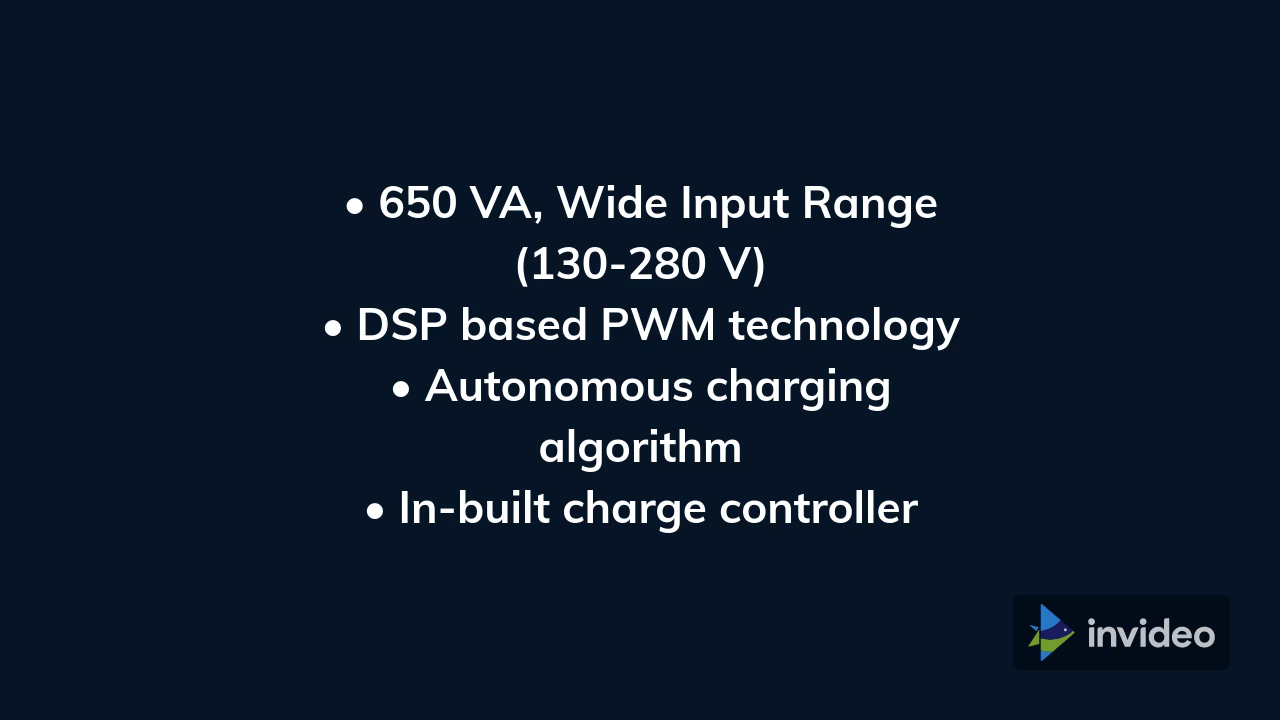 • 650 VA, Wide Input Range
(130-280 V)
• DSP based PWM technology
• Autonomous charging
algorithm
• In-built charge controller
invideo